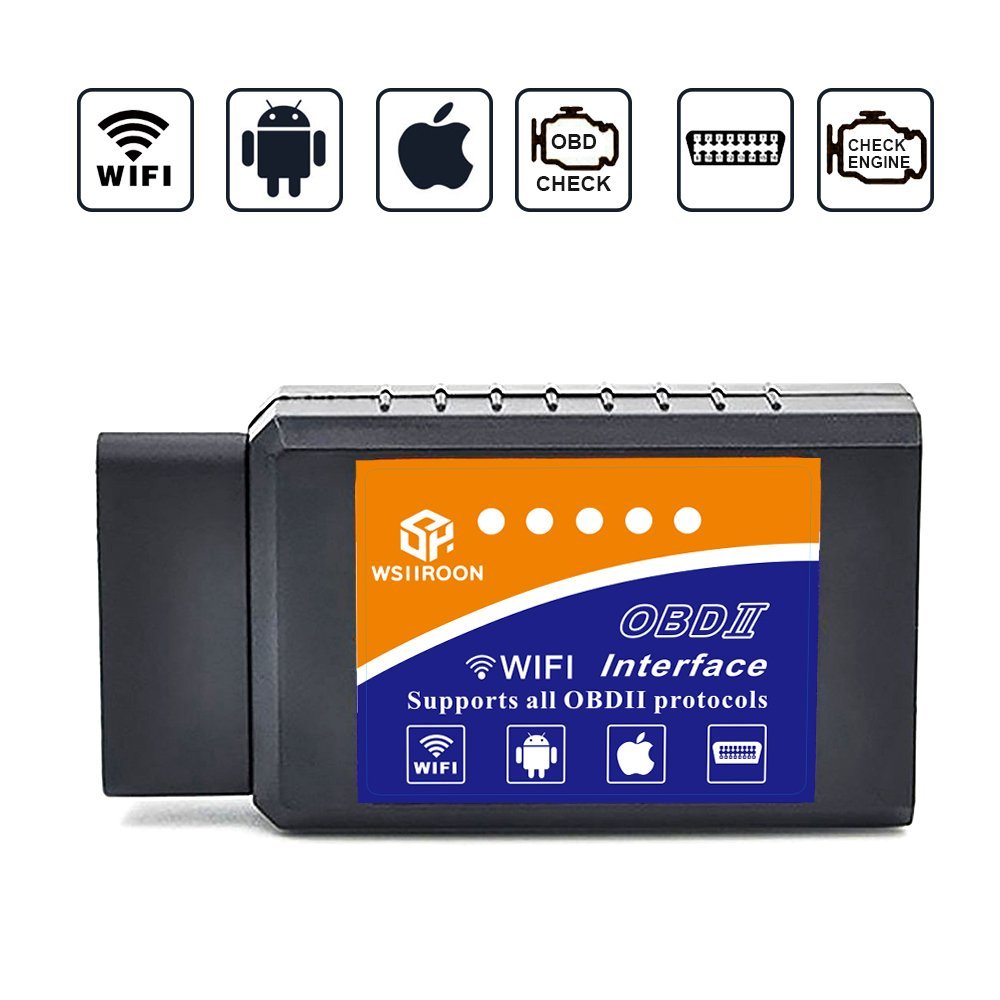 WIFI
OBD
CHECK
CHECK
ENGINE
WSIIROON
OBDII
WIFI Interface
Supports all OBDII protocols
WIFI